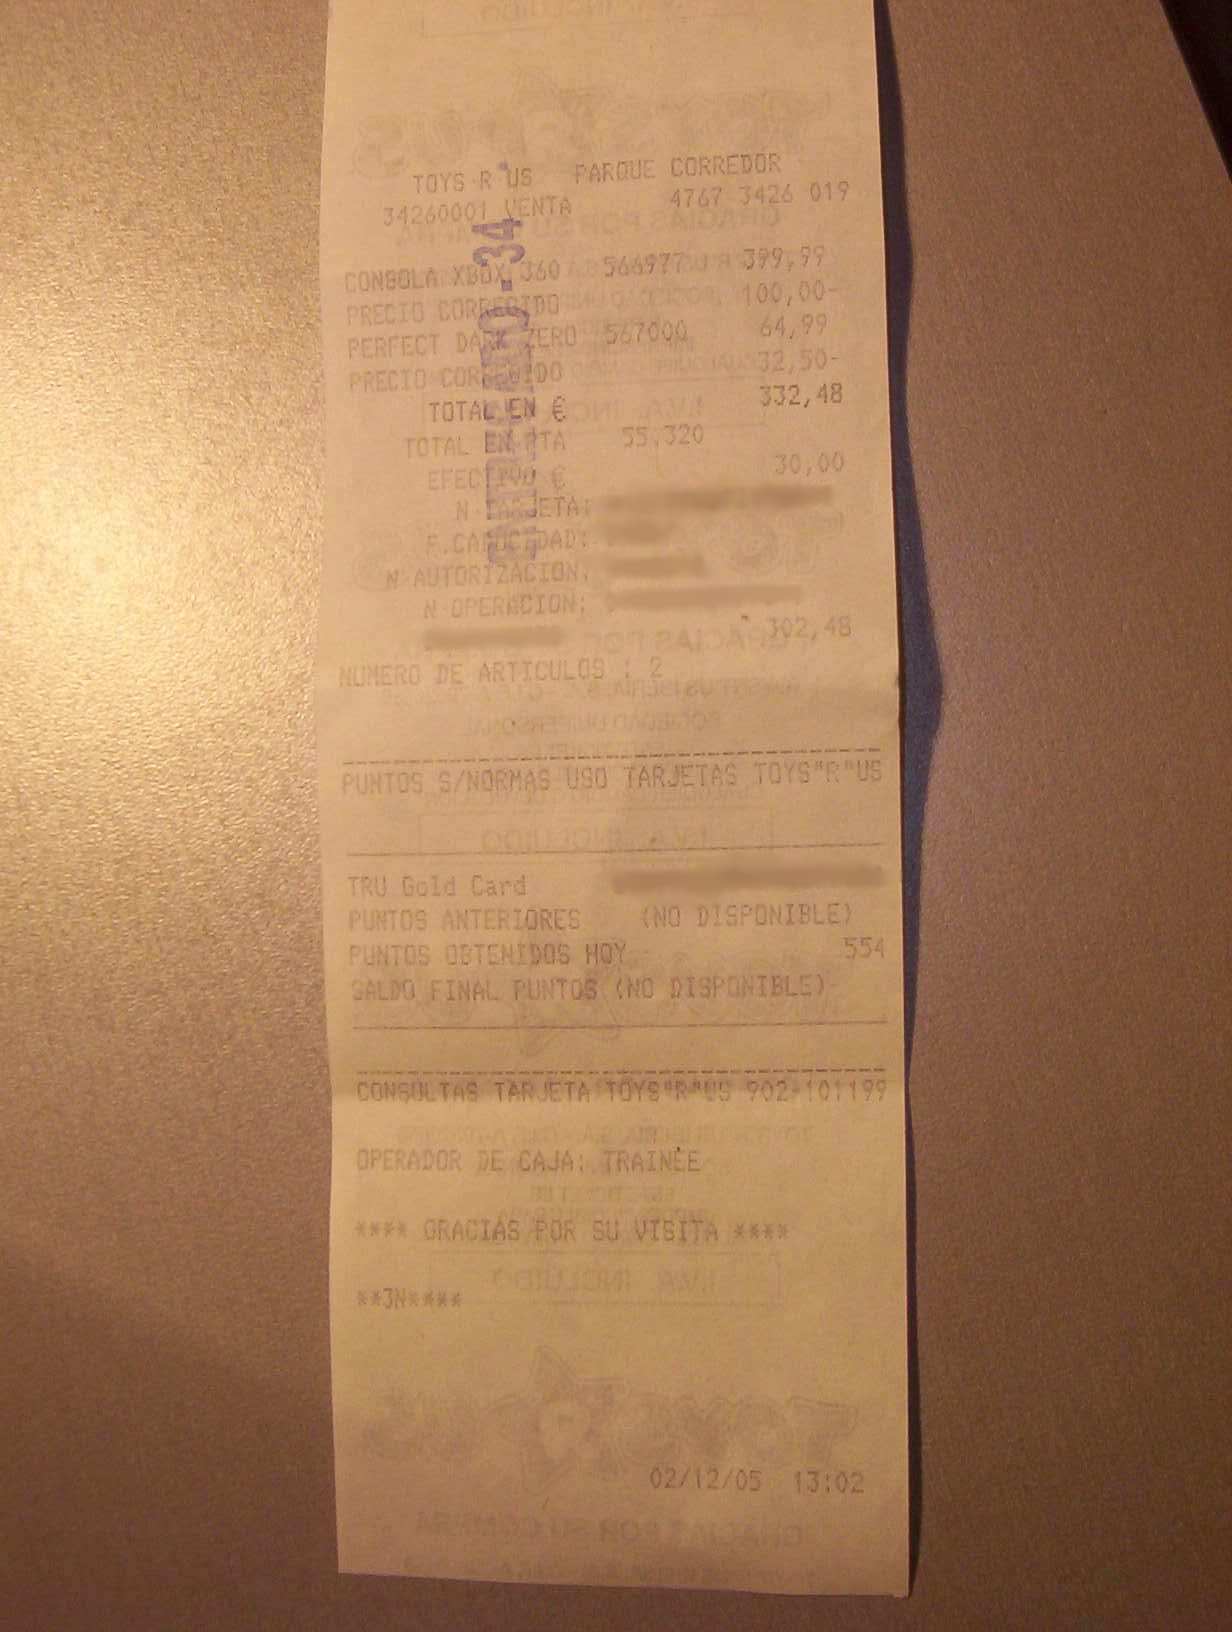 TOYS R US PARQUE CORREDOR
34260001 VENTA 4767 3426 019
CONSOLA XBOX 360 566977 399,99
PRECIO CORREGIDO 100,00-
PERFECT DARK ZERO 567000 64,99
PRECIO CORREGIDO 32,50-
TOTAL EN € 332,48
TOTAL EN PTA 55.320
EFECTIVO € 30,00
N TARJETA:
F.CADUCIDAD:
N AUTORIZACION:
N OPERACION:
302,48
NUMERO DE ARTICULOS : 2
PUNTOS S/NORMAS USO TARJETAS TOYS"R"US
TRU Gold Card
PUNTOS ANTERIORES (NO DISPONIBLE)
PUNTOS OBTENIDOS HOY 554
SALDO FINAL PUNTOS (NO DISPONIBLE)
CONSULTAS TARJETA TOYS"R"US 902-101199
OPERADOR DE CAJA: TRAINEE
**** GRACIAS POR SU VISITA ****
**3N****
02/12/05 13:02